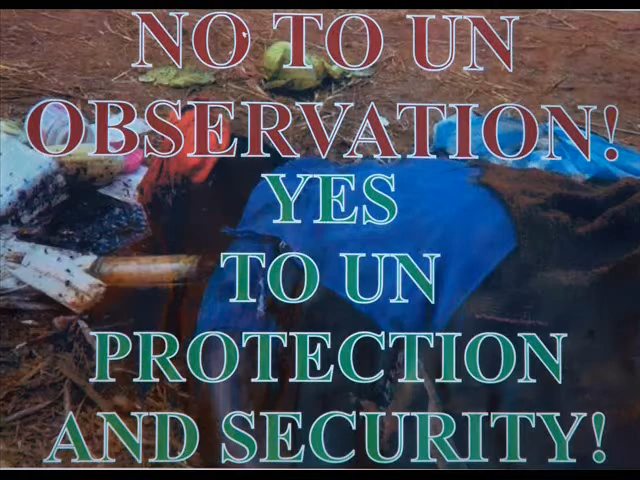 NO TO UN
OBSERVATION!
YES
TO UN
PROTECTION
AND SECURITY!